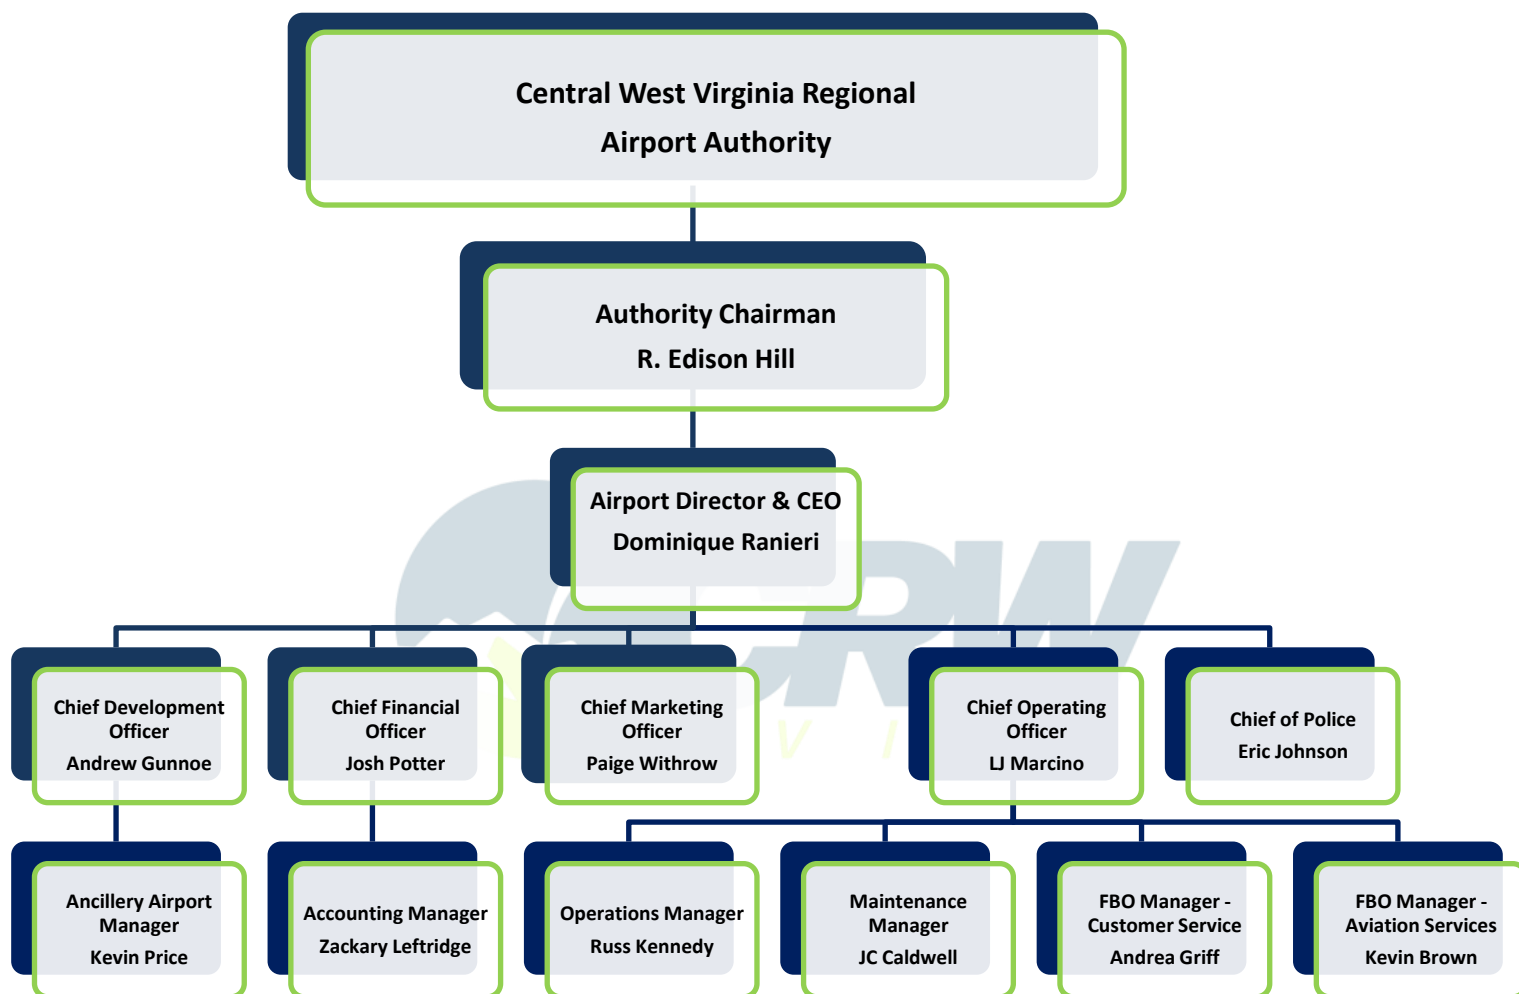 Central West Virginia Regional
Airport Authority
Authority Chairman
R. Edison Hill
Airport Director & CEO
Dominique Ranieri
CRW
Chief Development
Officer
Andrew Gunnoe
Chief Financial
Officer
Josh Potter
Chief Marketing
Officer
Paige Withrow
Chief Operating
Officer
LJ Marcino
Chief of Police
Eric Johnson
Ancillery Airport
Manager
Kevin Price
Accounting Manager
Zackary Leftridge
Operations Manager
Russ Kennedy
Maintenance
Manager
JC Caldwell
FBO Manager -
Customer Service
Andrea Griff
FBO Manager -
Aviation Services
Kevin Brown